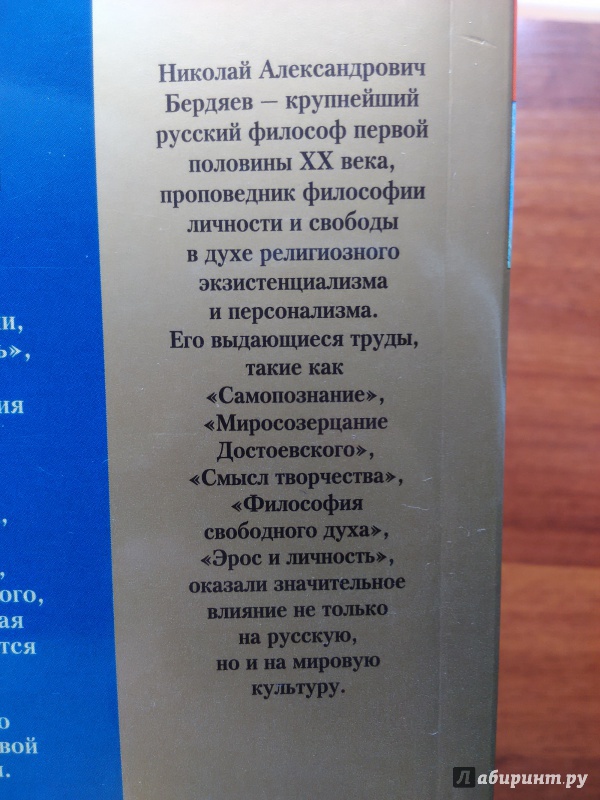 Николай Александрович
Бердяев — крупнейший
русский философ первой
половины XX века,
проповедник философии
личности и свободы
в духе религиозного
экзистенциализма
и персонализма.
Его выдающиеся труды,
такие как
«Самопознание»,
«Миросозерцание
Достоевского»,
«Смысл творчества»,
«Философия
свободного духа»,
«Эрос и личность»,
оказали значительное
влияние не только
на русскую,
но и на мировую
культуру.
Лабиринт.ру